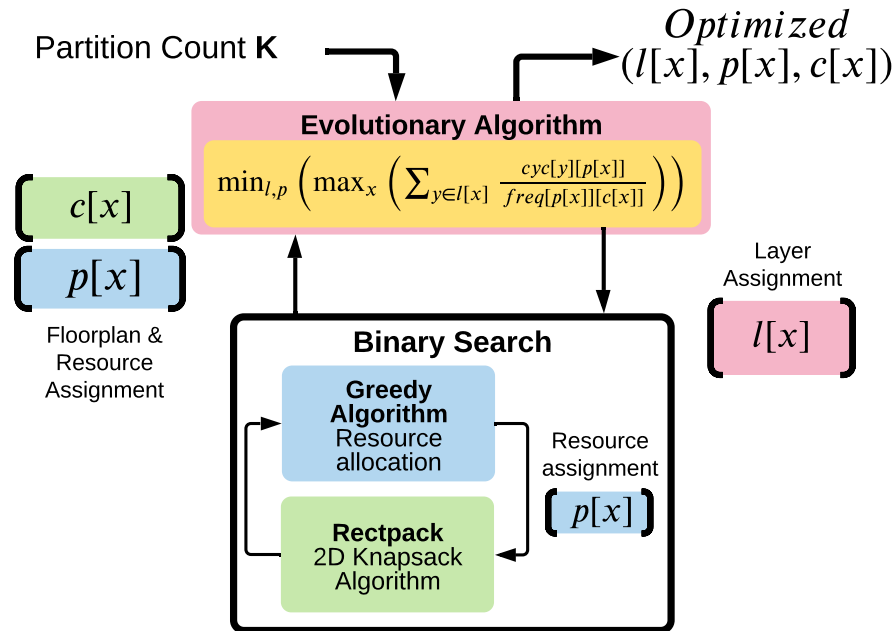 Partition Count K
Optimized
(l[x], p[x], c[x])
Evolutionary Algorithm
min_{l,p} ( max_x ( ∑_{y∈l[x]} cyc[y][p[x]] / freq[p[x]][c[x]] ) )
c[x]
p[x]
Floorplan &
Resource
Assignment
Layer
Assignment
l[x]
Binary Search
Greedy
Algorithm
Resource
allocation
Resource
assignment
p[x]
Rectpack
2D Knapsack
Algorithm